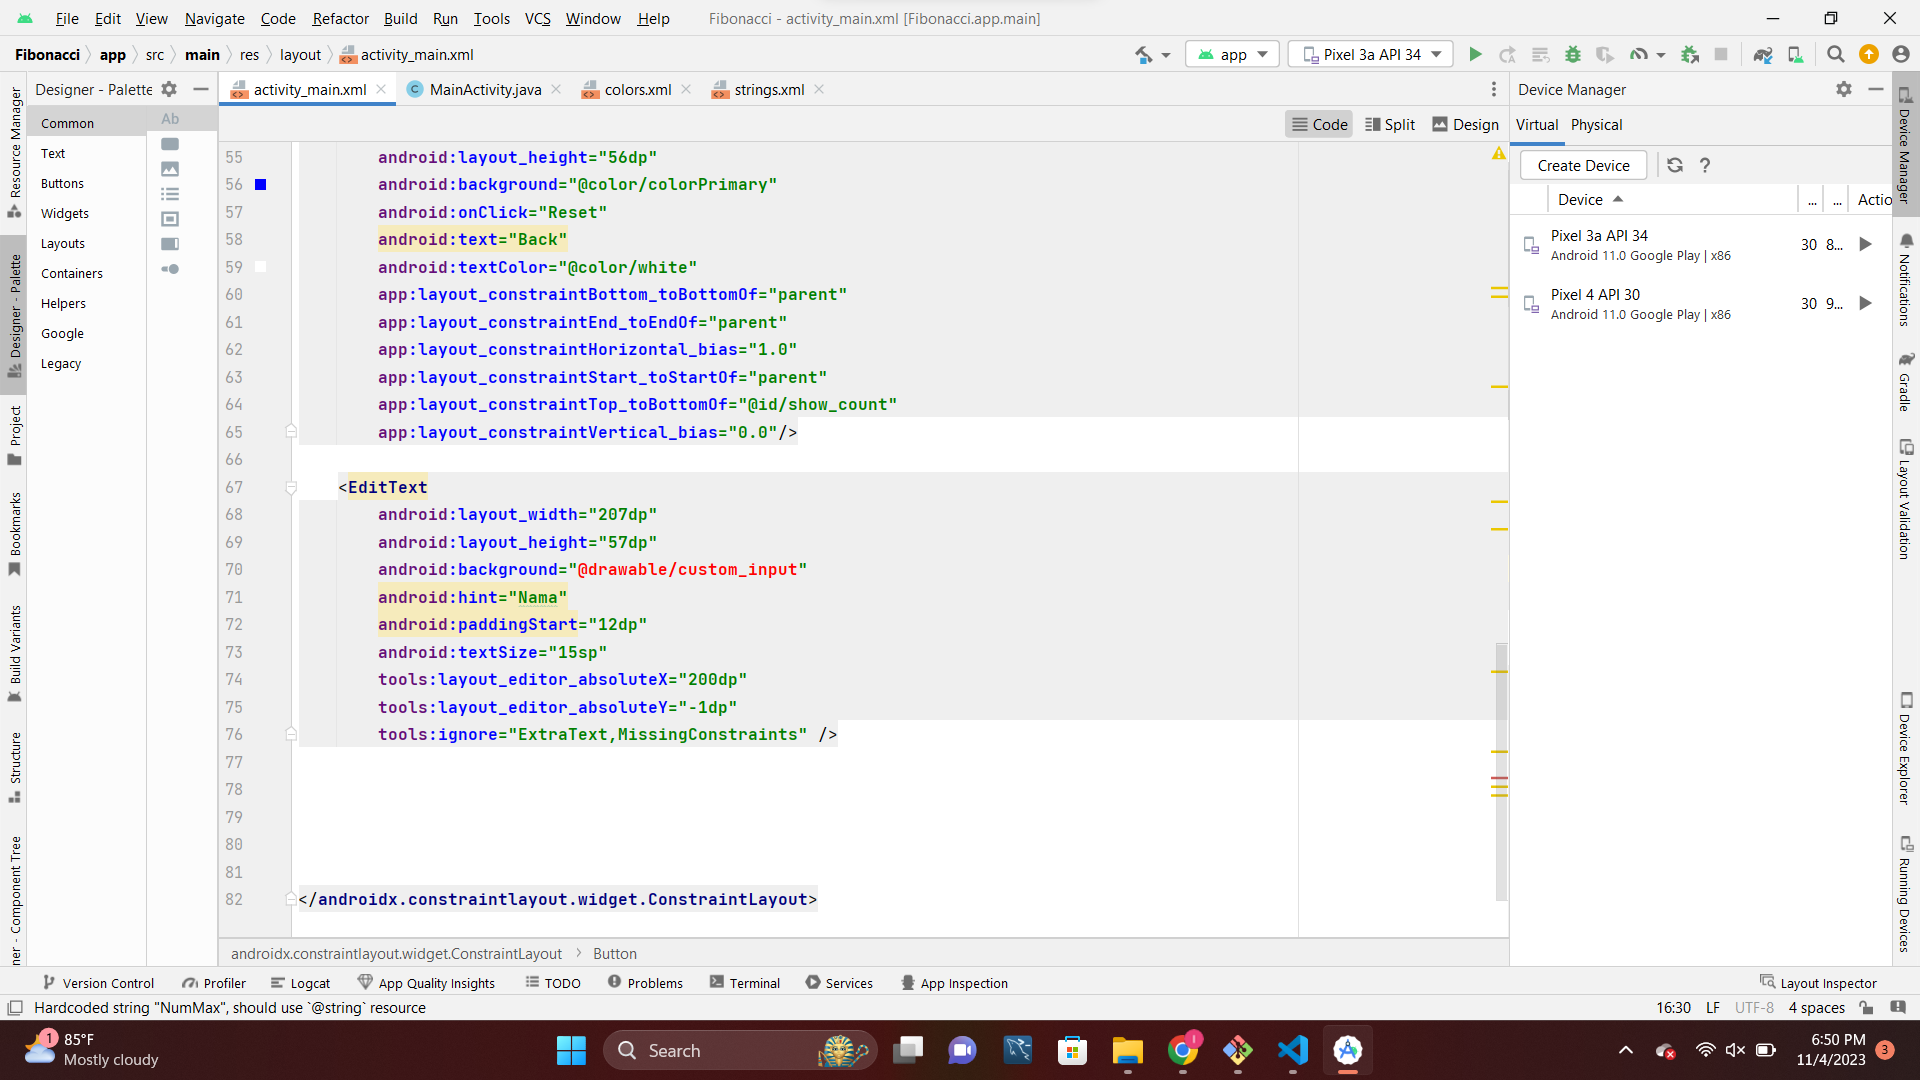 File Edit View Navigate Code Refactor Build Run Tools VCS Window Help Fibonacci - activity_main.xml [Fibonacci.app.main]
Fibonacci app src main res layout activity_main.xml app Pixel 3a API 34
Designer - Palette activity_main.xml MainActivity.java colors.xml strings.xml Device Manager
Code Split Design Virtual Physical
Create Device ?
Device ... ... Actio
Pixel 3a API 34
Android 11.0 Google Play | x86
30 8...
Pixel 4 API 30
Android 11.0 Google Play | x86
30 9...
Resource Manager
Designer - Palette
Project
Bookmarks
Build Variants
Structure
ner - Component Tree
Common
Text
Buttons
Widgets
Layouts
Containers
Helpers
Google
Legacy
Ab
55 android:layout_height="56dp"
56 android:background="@color/colorPrimary"
57 android:onClick="Reset"
58 android:text="Back"
59 android:textColor="@color/white"
60 app:layout_constraintBottom_toBottomOf="parent"
61 app:layout_constraintEnd_toEndOf="parent"
62 app:layout_constraintHorizontal_bias="1.0"
63 app:layout_constraintStart_toStartOf="parent"
64 app:layout_constraintTop_toBottomOf="@id/show_count"
65 app:layout_constraintVertical_bias="0.0"/>
66
67 <EditText
68 android:layout_width="207dp"
69 android:layout_height="57dp"
70 android:background="@drawable/custom_input"
71 android:hint="Nama"
72 android:paddingStart="12dp"
73 android:textSize="15sp"
74 tools:layout_editor_absoluteX="200dp"
75 tools:layout_editor_absoluteY="-1dp"
76 tools:ignore="ExtraText,MissingConstraints" />
77
78
79
80
81
82 </androidx.constraintlayout.widget.ConstraintLayout>
androidx.constraintlayout.widget.ConstraintLayout Button
Device Manager
Notifications
Gradle
Layout Validation
Device Explorer
Running Devices
Version Control Profiler Logcat App Quality Insights TODO Problems Terminal Services App Inspection Layout Inspector
Hardcoded string "NumMax", should use `@string` resource 16:30 LF UTF-8 4 spaces
1 85°F
Mostly cloudy
Search
1
6:50 PM
11/4/2023
3